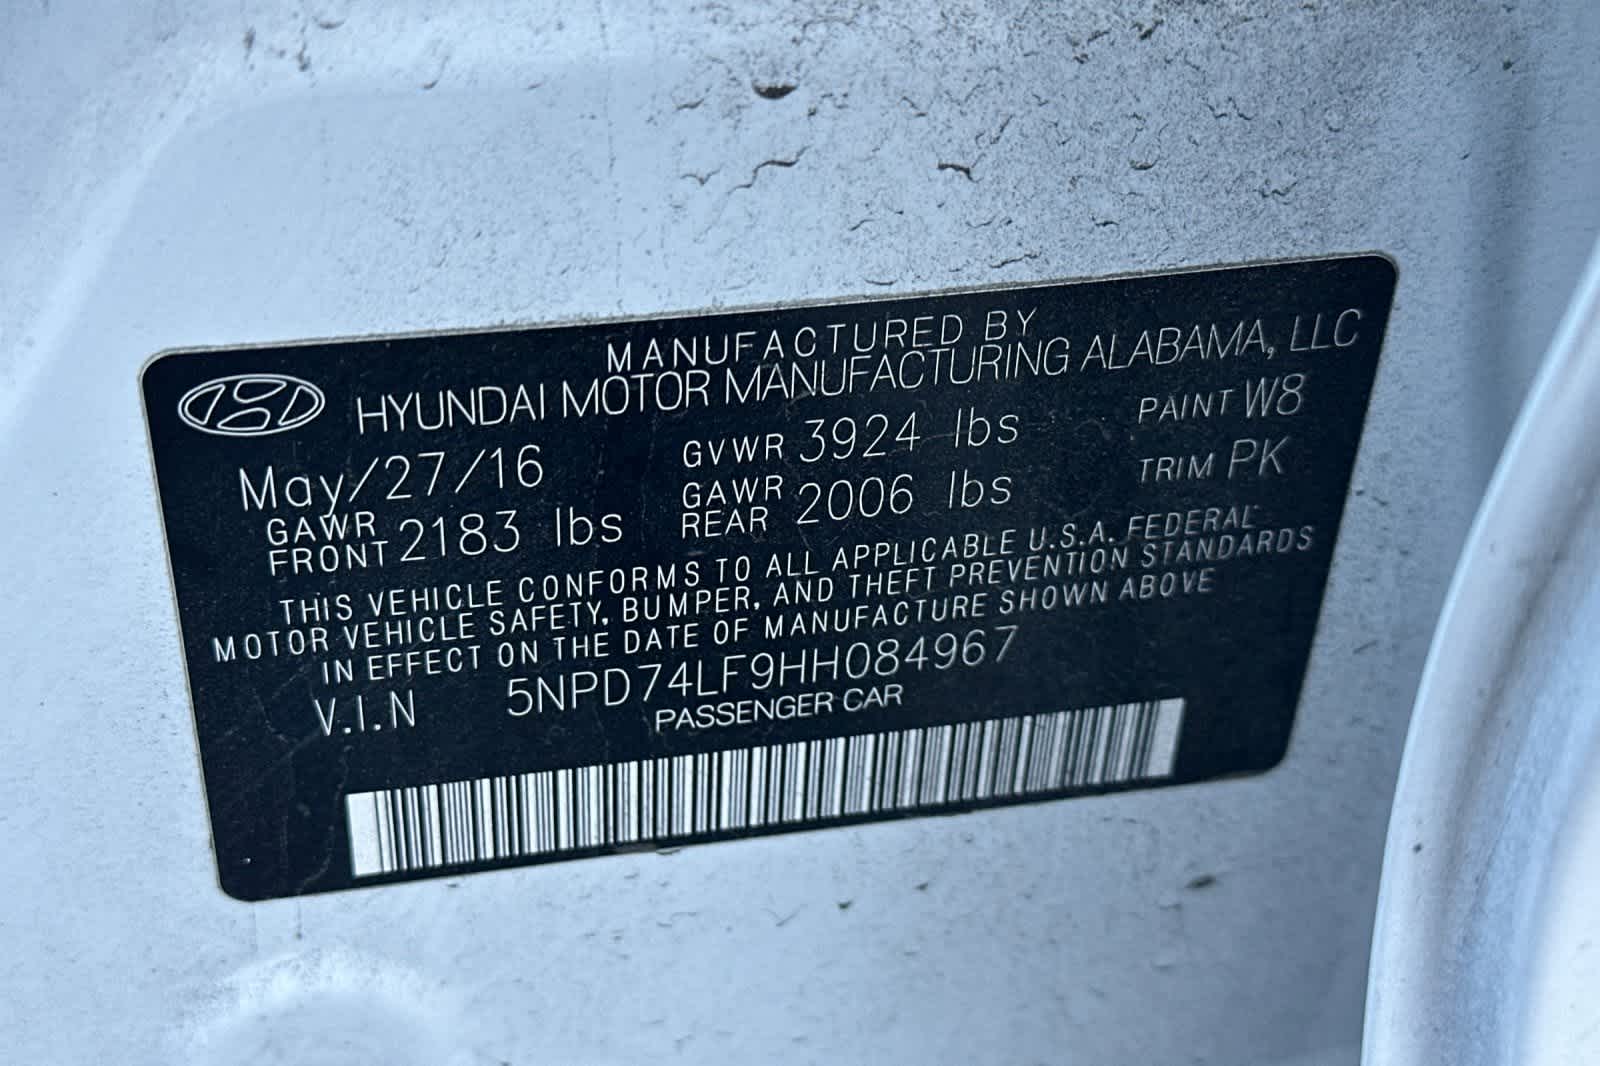 MANUFACTURED BY
HYUNDAI MOTOR MANUFACTURING ALABAMA, LLC
May/27/16 GVWR 3924 lbs PAINT W8
GAWR FRONT 2183 lbs GAWR REAR 2006 lbs TRIM PK
THIS VEHICLE CONFORMS TO ALL APPLICABLE U.S.A. FEDERAL
MOTOR VEHICLE SAFETY, BUMPER, AND THEFT PREVENTION STANDARDS
IN EFFECT ON THE DATE OF MANUFACTURE SHOWN ABOVE
V.I.N 5NPD74LF9HH084967
PASSENGER CAR